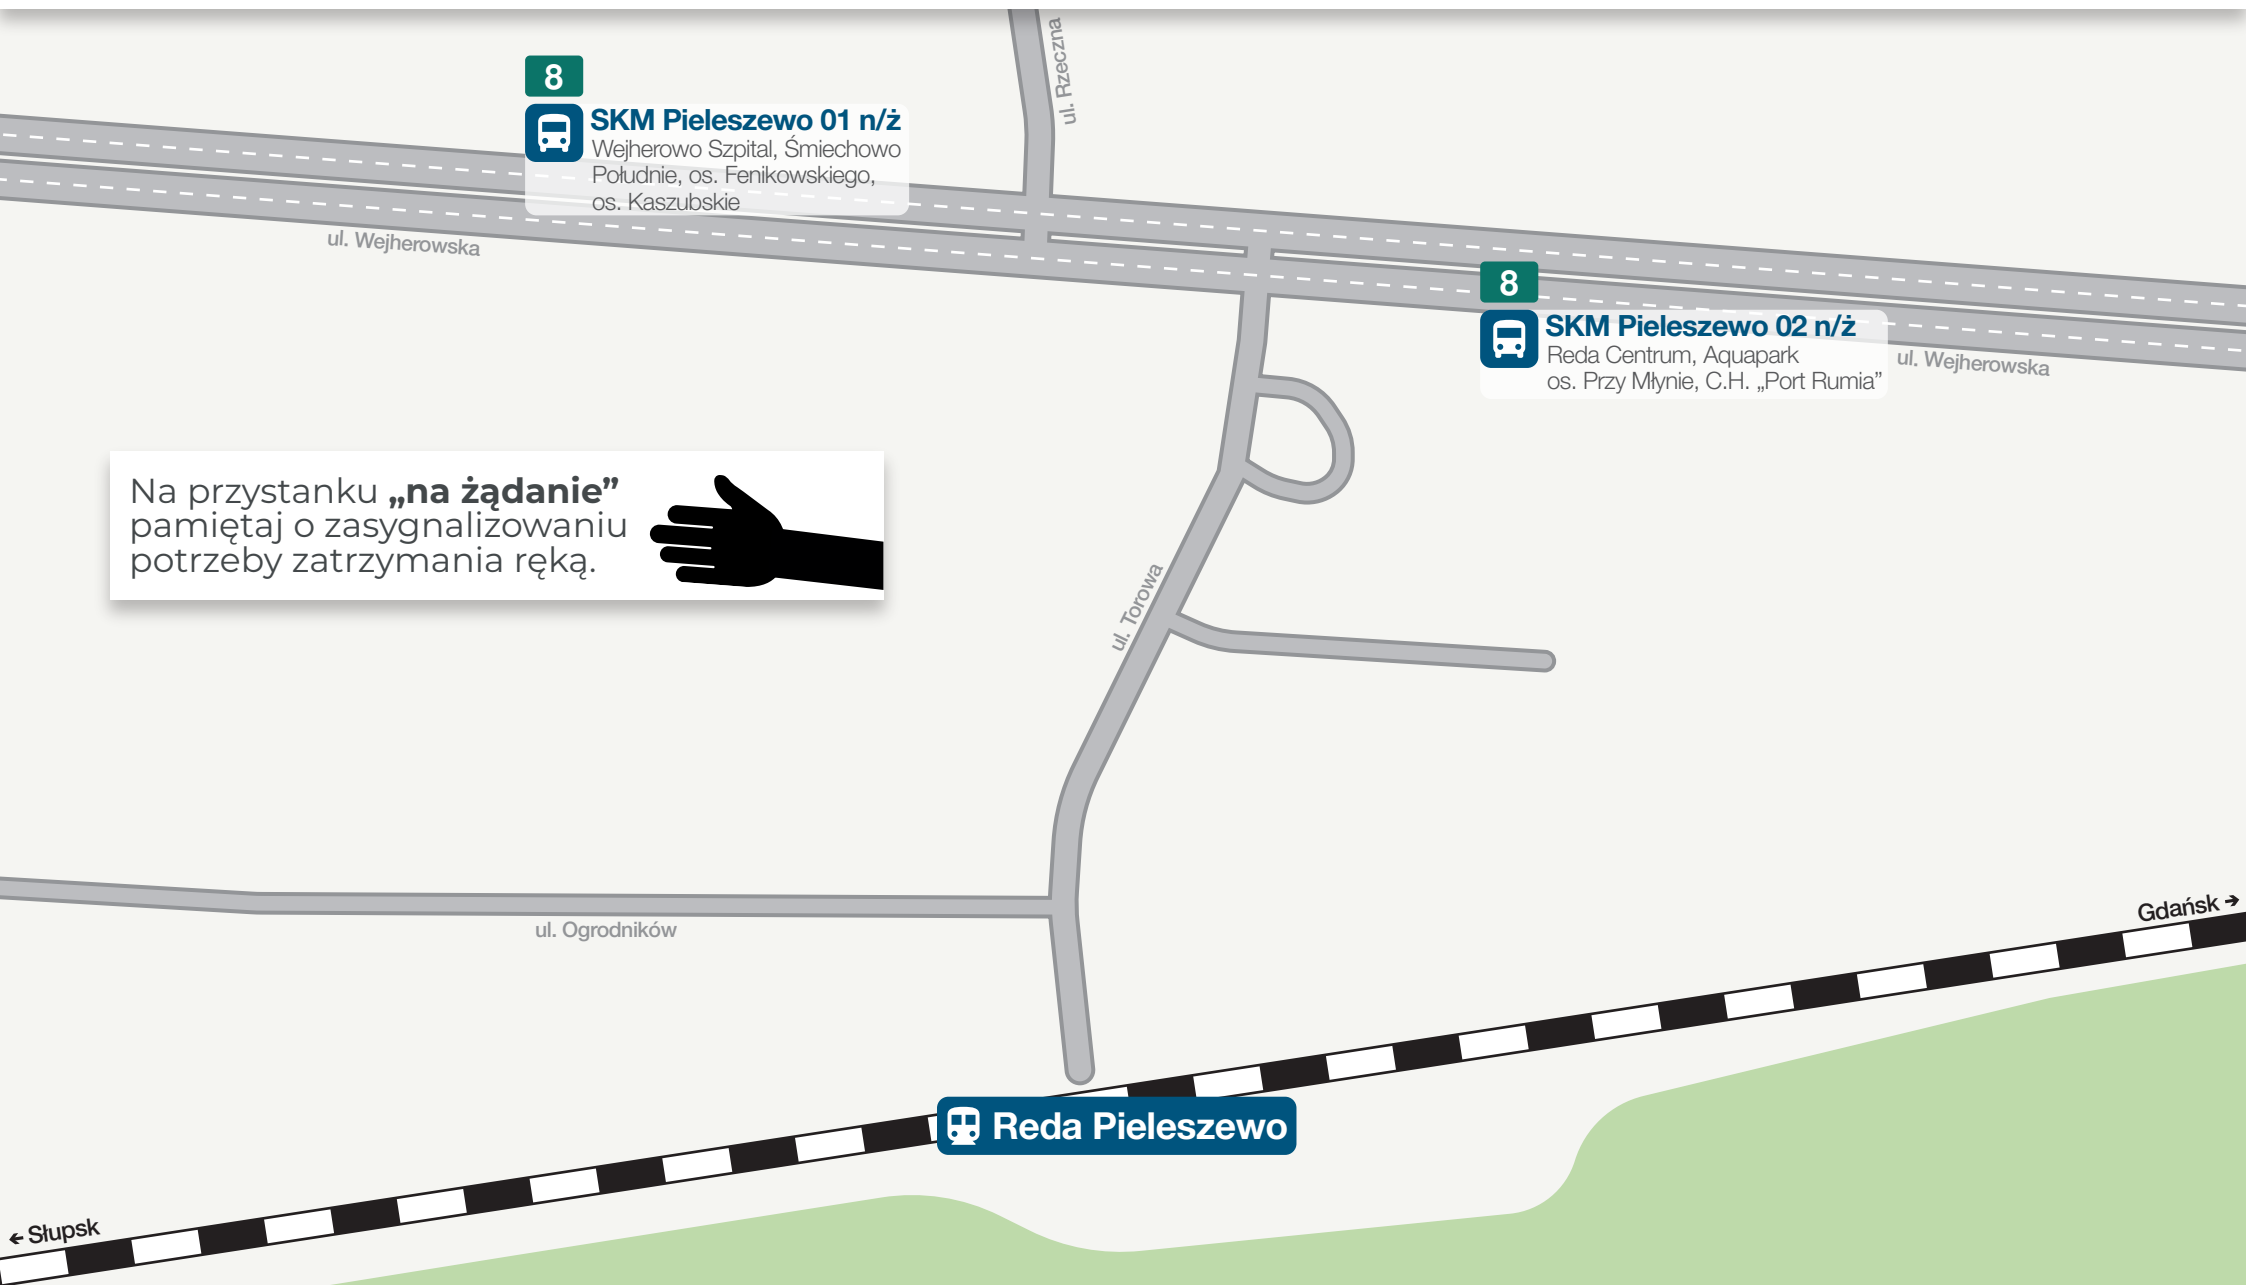 ul. Rzeczna
8
SKM Pieleszewo 01 n/ż
Wejherowo Szpital, Śmiechowo
Południe, os. Fenikowskiego,
os. Kaszubskie
ul. Wejherowska
8
SKM Pieleszewo 02 n/ż
Reda Centrum, Aquapark
os. Przy Młynie, C.H. „Port Rumia”
ul. Wejherowska
Na przystanku „na żądanie”
pamiętaj o zasygnalizowaniu
potrzeby zatrzymania ręką.
ul. Torowa
ul. Ogrodników
Gdańsk →
Reda Pieleszewo
← Słupsk